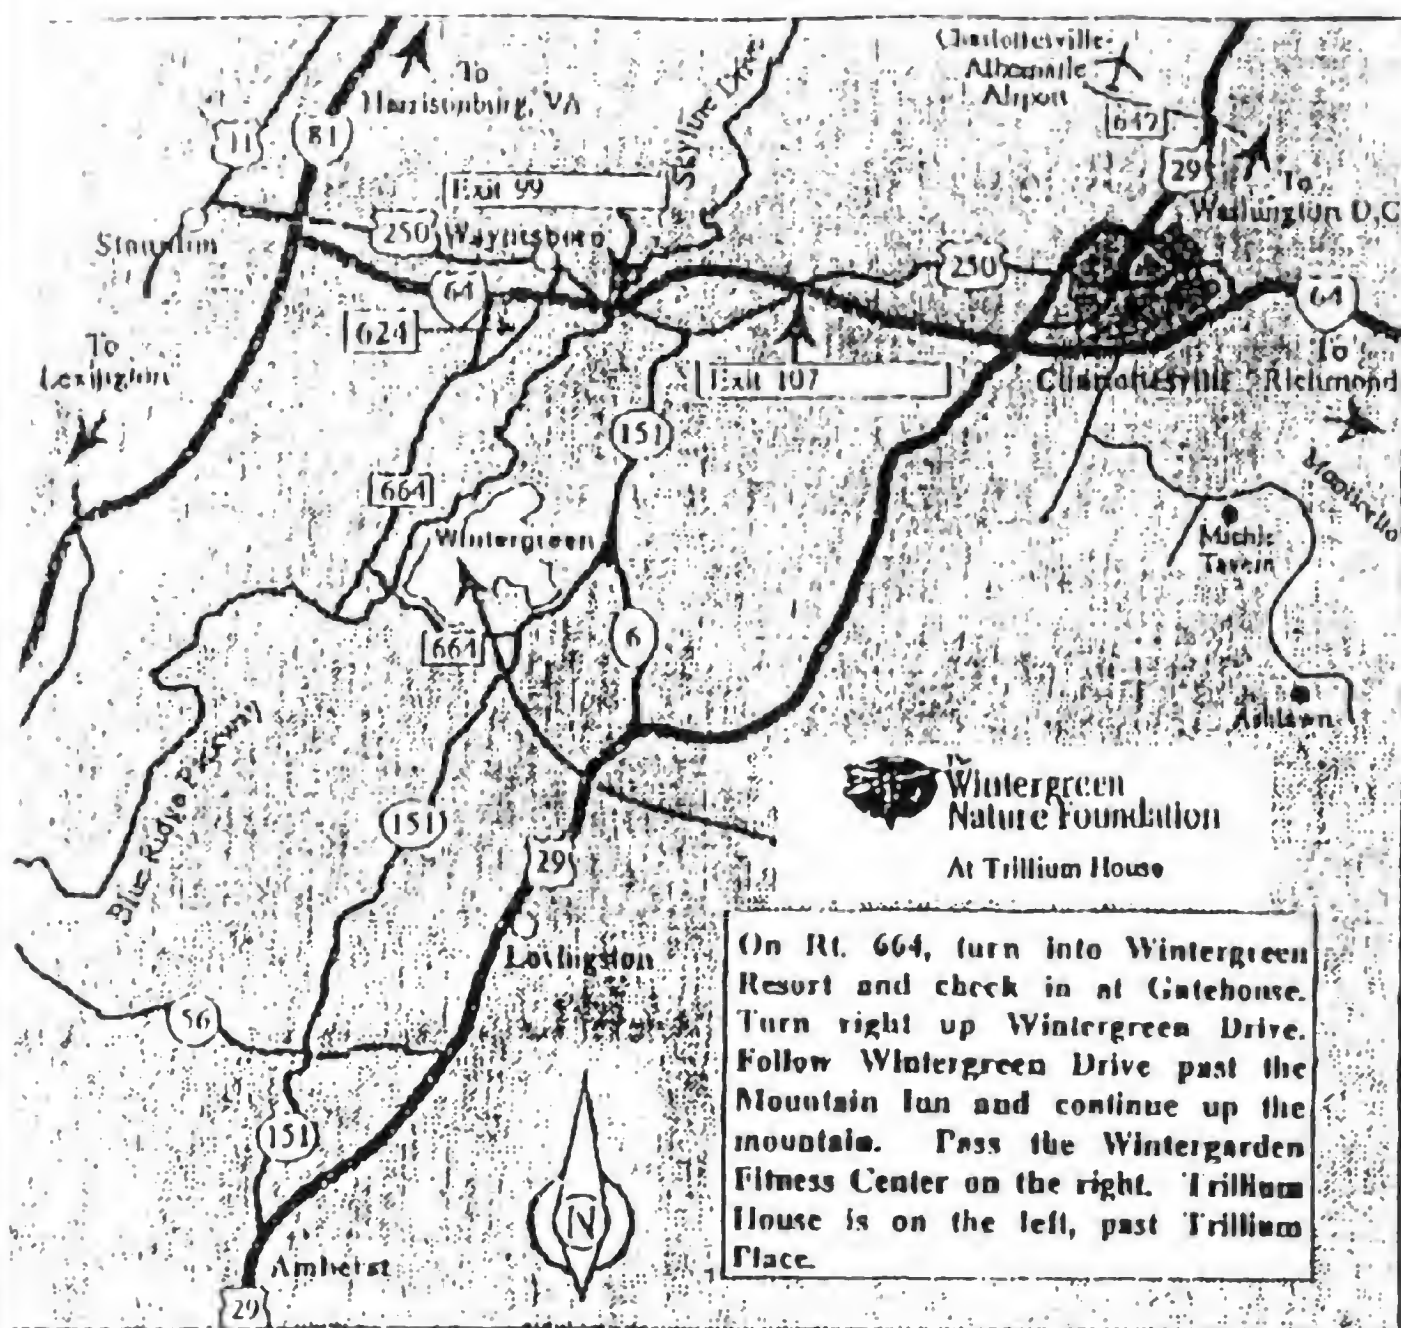 To
Harrisonburg, VA
Skyline Drive
Charlottesville-
Albemarle
Airport
649
11
81
29
To
Washington D.C.
Exit 99
Staunton
250
Waynesboro
250
64
64
624
To
Lexington
To
Richmond
Charlottesville
Exit 107
151
Monticello
664
Wintergreen
Michie
Tavern
6
664
Ashlawn
Blue Ridge Parkway
151
29
The
Wintergreen
Nature Foundation
At Trillium House
Lovingston
56
On Rt. 664, turn into Wintergreen
Resort and check in at Gatehouse.
Turn right up Wintergreen Drive.
Follow Wintergreen Drive past the
Mountain Inn and continue up the
mountain. Pass the Wintergarden
Fitness Center on the right. Trillium
House is on the left, past Trillium
Place.
151
N
Amherst
29